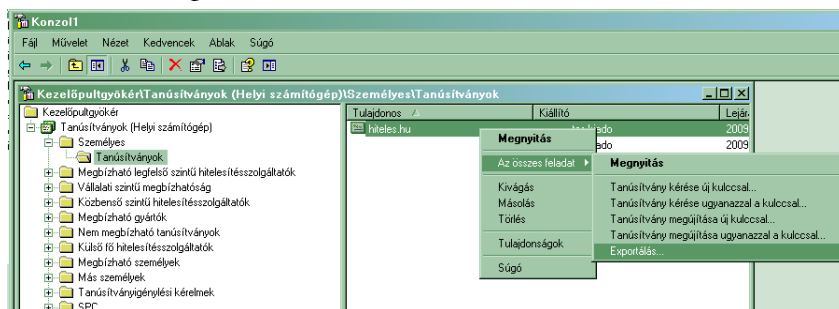 Konzol1
Fájl Művelet Nézet Kedvencek Ablak Súgó
Kezelőpultgyökér\Tanúsítványok (Helyi számítógép)\Személyes\Tanúsítványok
Kezelőpultgyökér
Tanúsítványok (Helyi számítógép)
Személyes
Tanúsítványok
Megbízható legfelső szintű hitelesítésszolgáltatók
Vállalati szintű megbízhatóság
Közbenső szintű hitelesítésszolgáltatók
Megbízható gyártók
Nem megbízható tanúsítványok
Külső fő hitelesítésszolgáltatók
Megbízható személyek
Más személyek
Tanúsítványigénylési kérelmek
SPC
Tulajdonos Kiállító Lejár
hiteles.hu kiado 2009
ado 2009
Megnyitás
Az összes feladat
Kivágás
Másolás
Törlés
Tulajdonságok
Súgó
Megnyitás
Tanúsítvány kérése új kulccsal...
Tanúsítvány kérése ugyanazzal a kulccsal...
Tanúsítvány megújítása új kulccsal...
Tanúsítvány megújítása ugyanazzal a kulccsal...
Exportálás...